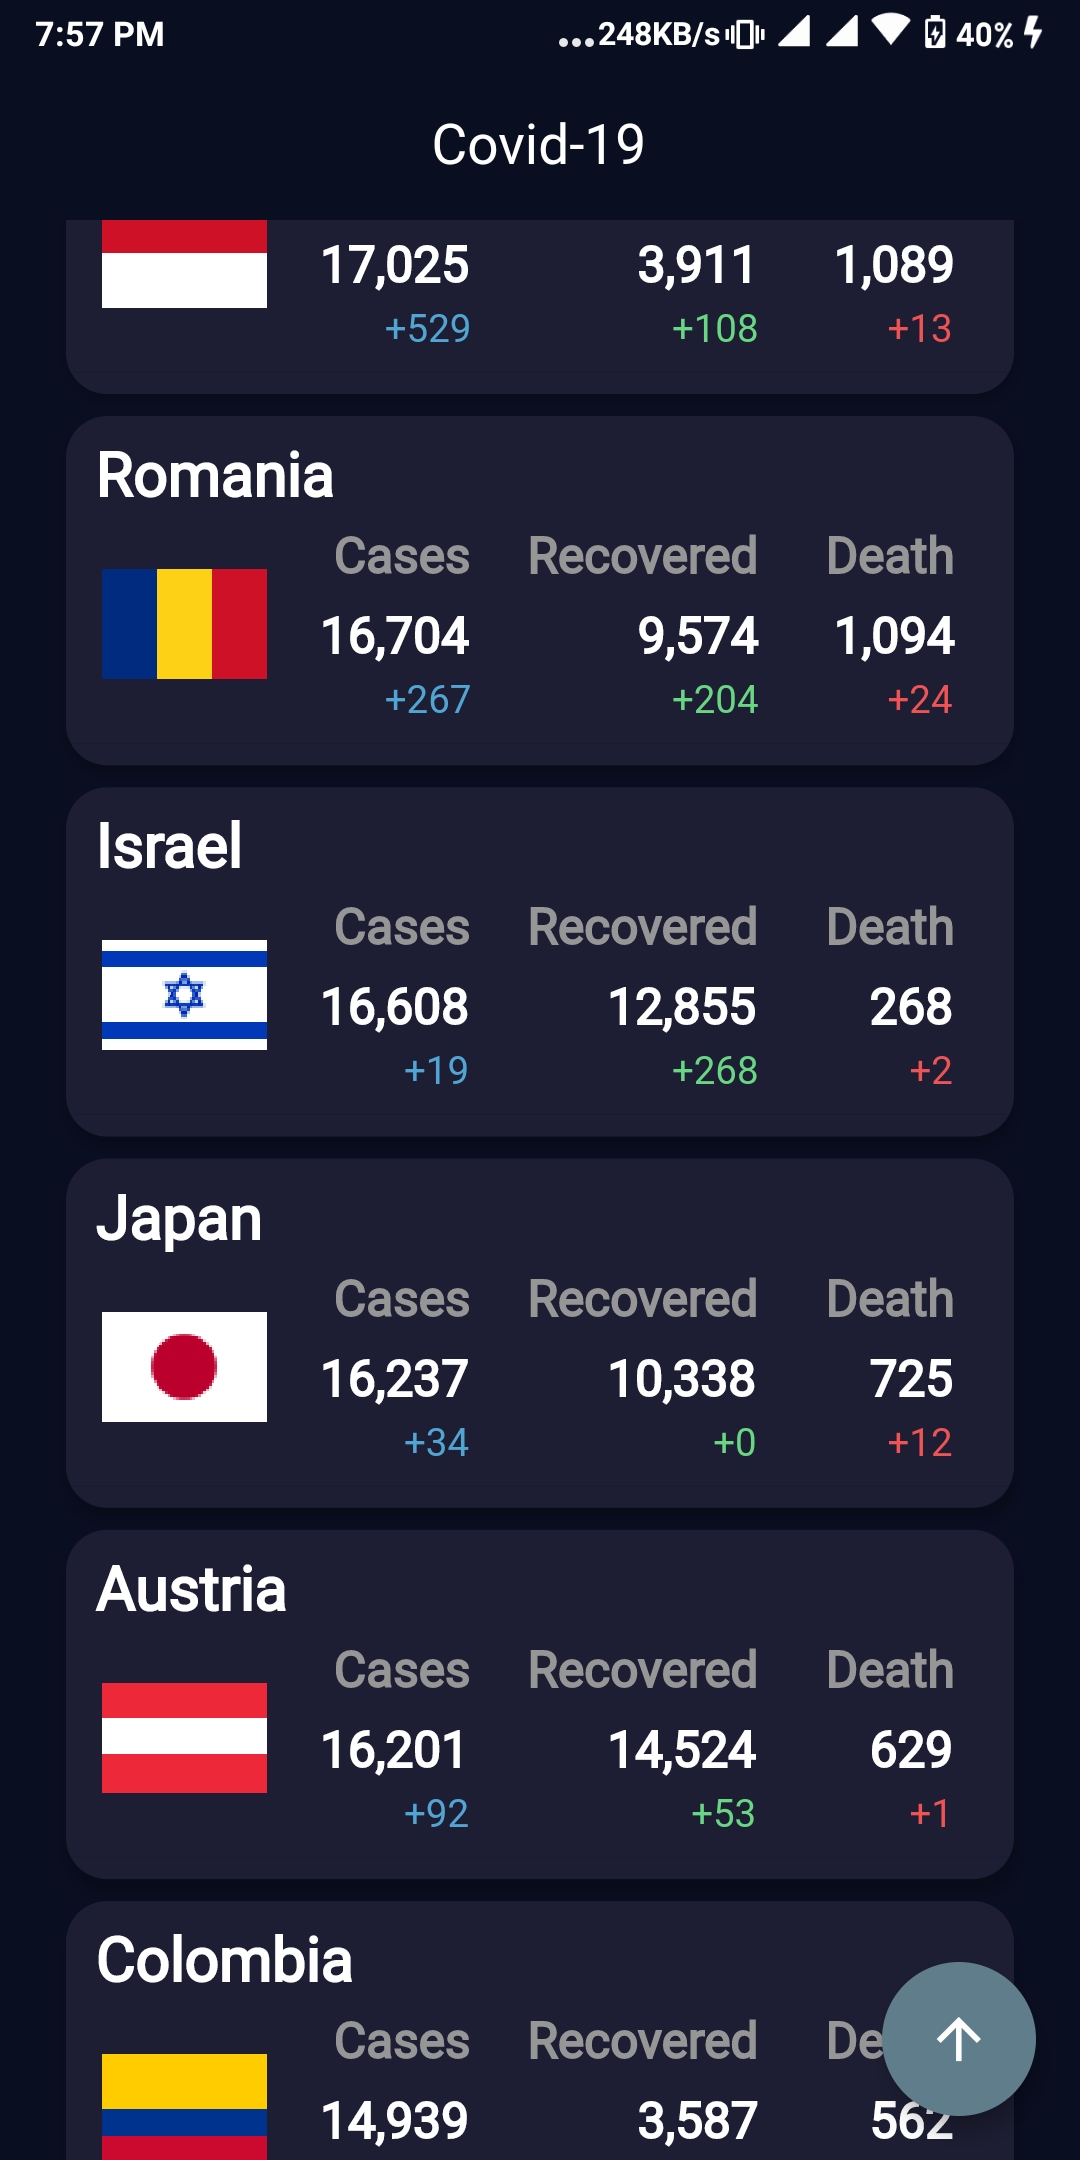 7:57 PM ...248KB/s 40%
Covid-19
17,025 3,911 1,089
+529 +108 +13
Romania
Cases Recovered Death
16,704 9,574 1,094
+267 +204 +24
Israel
Cases Recovered Death
16,608 12,855 268
+19 +268 +2
Japan
Cases Recovered Death
16,237 10,338 725
+34 +0 +12
Austria
Cases Recovered Death
16,201 14,524 629
+92 +53 +1
Colombia
Cases Recovered De
14,939 3,587 562